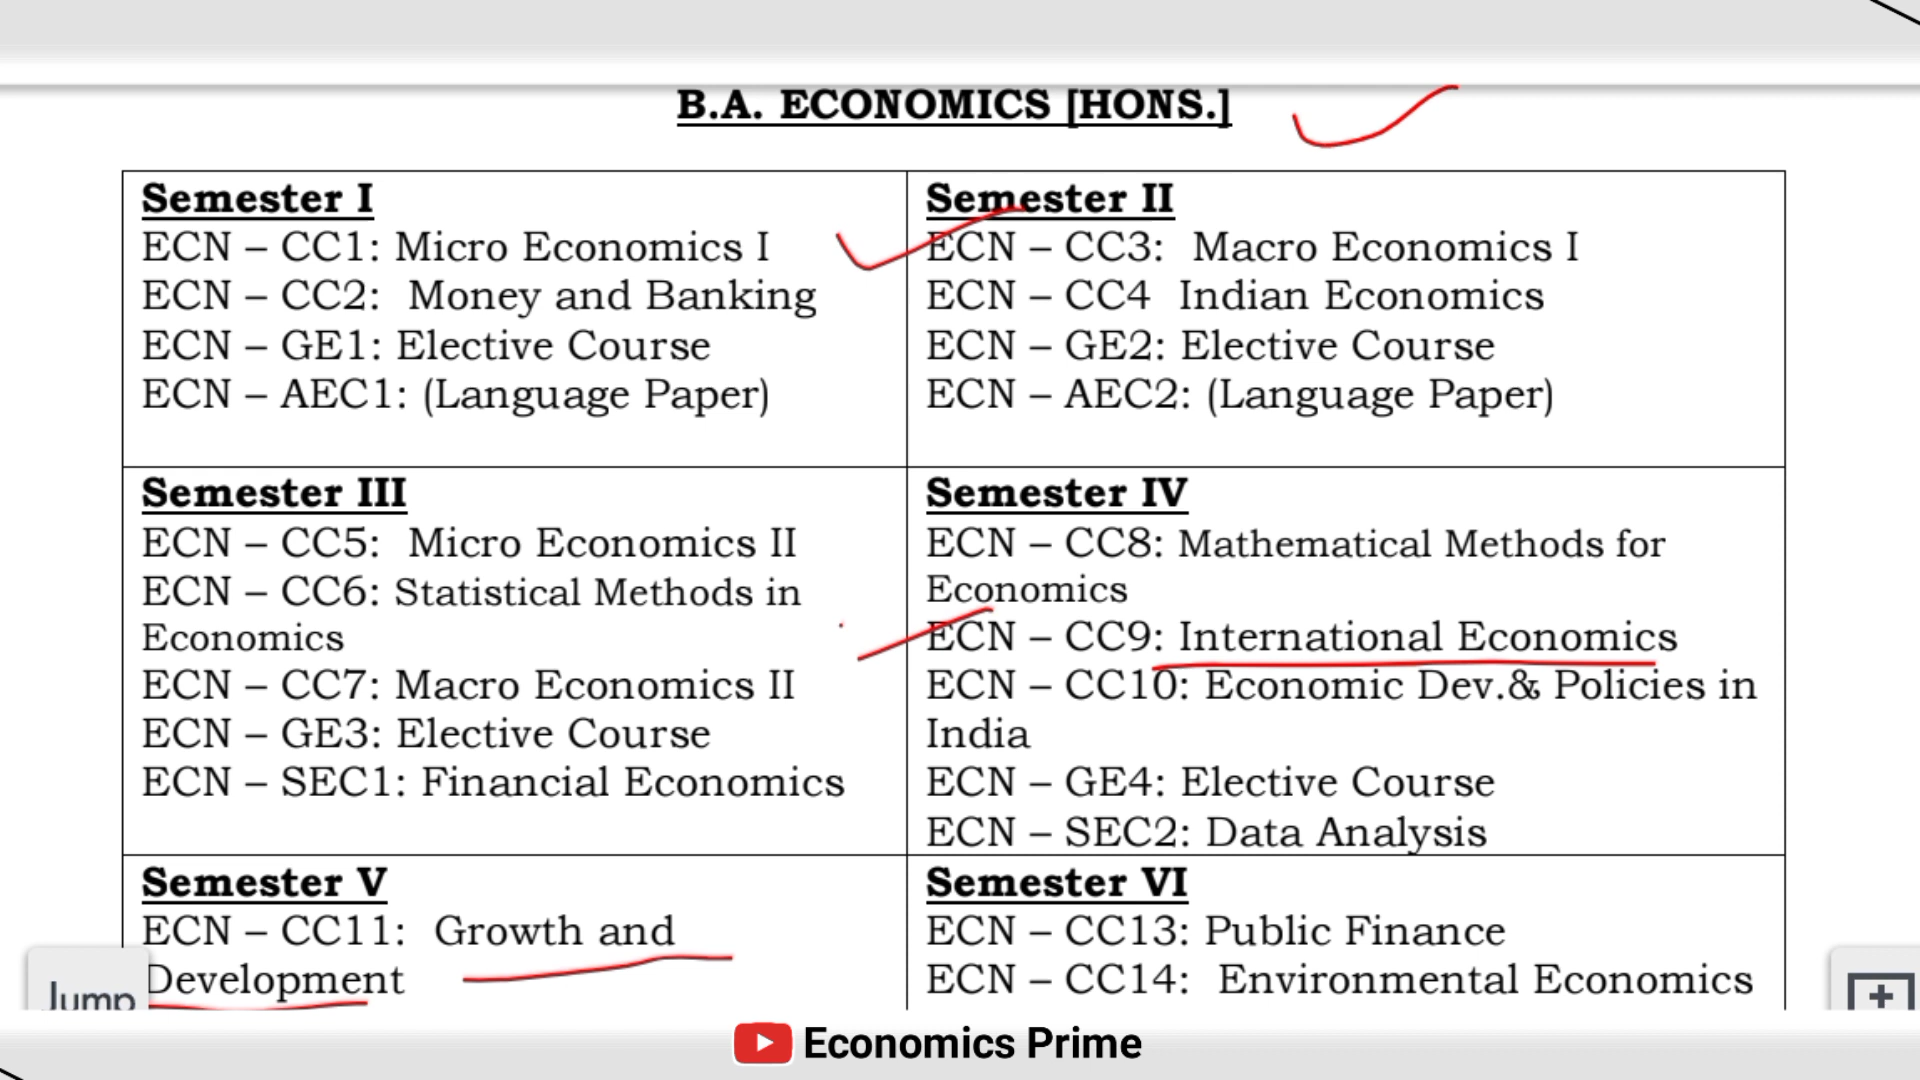 B.A. ECONOMICS [HONS.]
Semester I
ECN – CC1: Micro Economics I
ECN – CC2: Money and Banking
ECN – GE1: Elective Course
ECN – AEC1: (Language Paper)
Semester II
ECN – CC3: Macro Economics I
ECN – CC4 Indian Economics
ECN – GE2: Elective Course
ECN – AEC2: (Language Paper)
Semester III
ECN – CC5: Micro Economics II
ECN – CC6: Statistical Methods in
Economics
ECN – CC7: Macro Economics II
ECN – GE3: Elective Course
ECN – SEC1: Financial Economics
Semester IV
ECN – CC8: Mathematical Methods for
Economics
ECN – CC9: International Economics
ECN – CC10: Economic Dev.& Policies in
India
ECN – GE4: Elective Course
ECN – SEC2: Data Analysis
Semester V
ECN – CC11: Growth and
Development
Semester VI
ECN – CC13: Public Finance
ECN – CC14: Environmental Economics
Jump
Economics Prime